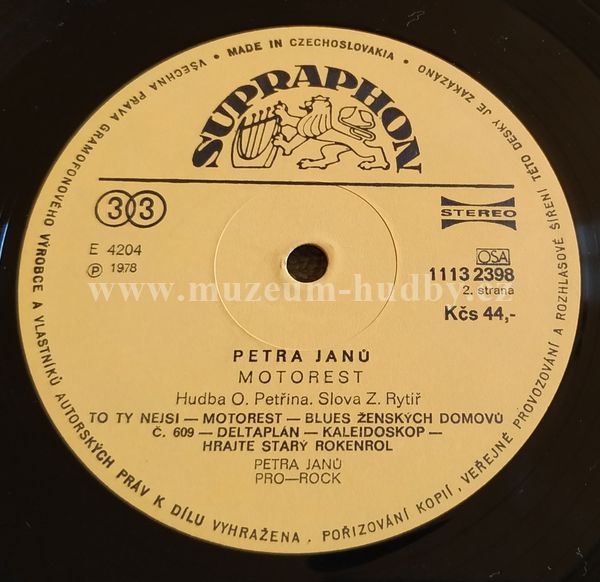 VŠECHNA PRÁVA GRAMOFONOVÉHO VÝROBCE A VLASTNÍKŮ AUTORSKÝCH PRÁV K DÍLU VYHRAŽENA. POŘIZOVÁNÍ KOPIÍ, VEŘEJNÉ PROVOZOVÁNÍ A ROZHLASOVÉ ŠÍŘENÍ TÉTO DESKY JE ZAKÁZÁNO • MADE IN CZECHOSLOVAKIA •
SUPRAPHON
33
STEREO
E 4204
Ⓟ 1978
OSA
1113 2398
2. strana
Kčs 44,-
www.muzeum-hudby.cz
PETRA JANŮ
MOTOREST
Hudba O. Petřina. Slova Z. Rytíř
TO TY NEJSI — MOTOREST — BLUES ŽENSKÝCH DOMOVŮ
Č. 609 — DELTAPLÁN — KALEIDOSKOP —
HRAJTE STARÝ ROKENROL
PETRA JANŮ
PRO—ROCK